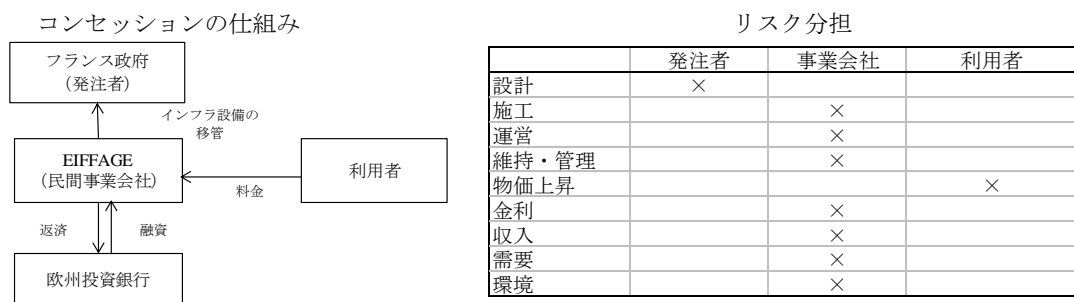 コンセッションの仕組み
フランス政府
（発注者）
インフラ設備の
移管
EIFFAGE
（民間事業会社）
利用者
料金
返済
融資
欧州投資銀行
リスク分担
発注者 事業会社 利用者
設計 ×
施工 ×
運営 ×
維持・管理 ×
物価上昇 ×
金利 ×
収入 ×
需要 ×
環境 ×